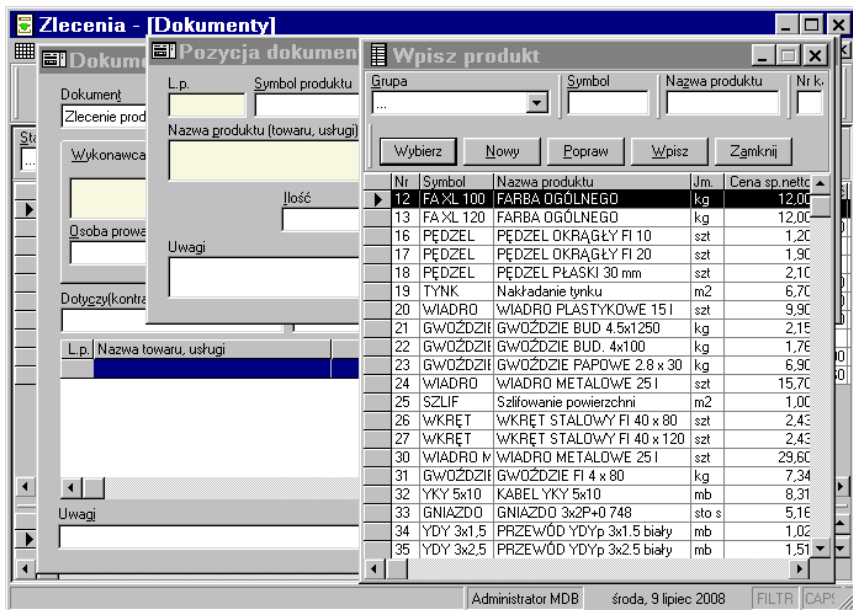 Zlecenia - [Dokumenty]
Pozycja dokumen
Wpisz produkt
Dokument
Zlecenie prod
Wykonawca
Osoba prowa
Dotyczy(kontra
L.p. Nazwa towaru, usługi
Uwagi
L.p. Symbol produktu
Nazwa produktu (towaru, usługi)
Ilość
Uwagi
Grupa Symbol Nazwa produktu
...
Wybierz Nowy Popraw Wpisz Zamknij
Nr Symbol Nazwa produktu Jm. Cena sp.netto
12 FA XL 100 FARBA OGÓLNEGO kg 12,00
13 FA XL 120 FARBA OGÓLNEGO kg 12,00
16 PĘDZEL PĘDZEL OKRĄGŁY FI 10 szt 1,20
17 PĘDZEL PĘDZEL OKRĄGŁY FI 20 szt 1,90
18 PĘDZEL PĘDZEL PŁASKI 30 mm szt 2,10
19 TYNK Nakładanie tynku m2 6,70
20 WIADRO WIADRO PLASTYKOWE 15 l szt 9,90
21 GWOŹDZIE GWOŹDZIE BUD 4.5x1250 kg 2,15
22 GWOŹDZIE GWOŹDZIE BUD. 4x100 kg 1,76
23 GWOŹDZIE GWOŹDZIE PAPOWE 2.8 x 30 kg 6,90
24 WIADRO WIADRO METALOWE 25 l szt 15,70
25 SZLIF Szlifowanie powierzchni m2 1,00
26 WKRĘT WKRĘT STALOWY FI 40 x 80 szt 2,43
27 WKRĘT WKRĘT STALOWY FI 40 x 120 szt 2,43
30 WIADRO M WIADRO METALOWE 25 l szt 29,60
31 GWOŹDZIE GWOŹDZIE FI 4 x 80 kg 7,34
32 YKY 5x10 KABEL YKY 5x10 mb 8,31
33 GNIAZDO GNIAZDO 3x2P+0 748 sto s 5,16
34 YDY 3x1,5 PRZEWÓD YDYp 3x1.5 biały mb 1,02
35 YDY 3x2,5 PRZEWÓD YDYp 3x2.5 biały mb 1,51
Administrator MDB środa, 9 lipiec 2008 FILTR CAPS